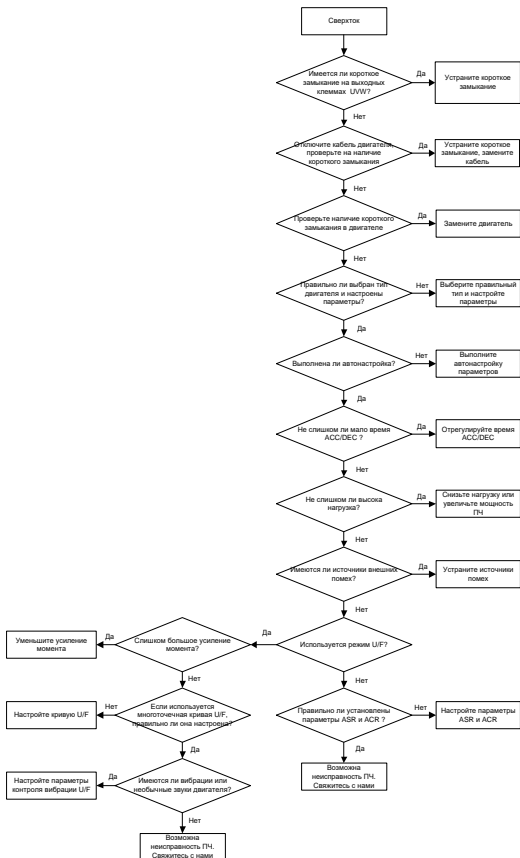 Сверхток
Имеется ли короткое
замыкание на выходных
клеммах UVW?
Да
Устраните короткое
замыкание
Нет
Отключите кабель двигателя,
проверьте на наличие
короткого замыкания
Да
Устраните короткое
замыкание, замените
кабель
Нет
Проверьте наличие короткого
замыкания в двигателе
Да
Замените двигатель
Нет
Правильно ли выбран тип
двигателя и настроены
параметры?
Нет
Выберите правильный
тип и настройте
параметры
Да
Выполнена ли автонастройка?
Нет
Выполните
автонастройку
параметров
Да
Не слишком ли мало время
ACC/DEC ?
Да
Отрегулируйте время
ACC/DEC
Нет
Не слишком ли высока
нагрузка?
Да
Снизьте нагрузку или
увеличьте мощность
ПЧ
Нет
Имеются ли источники внешних
помех?
Да
Устраните источники
помех
Нет
Используется режим U/F?
Да
Слишком большое усиление
момента?
Да
Уменьшите усиление
момента
Нет
Нет
Если используется
многоточечная кривая U/F,
правильно ли она настроена?
Нет
Настройте кривую U/F
Правильно ли установлены
параметры ASR и ACR ?
Нет
Настройте параметры
ASR и ACR
Да
Да
Имеются ли вибрации или
необычные звуки двигателя?
Да
Настройте параметры
контроля вибрации U/F
Возможна
неисправность ПЧ.
Свяжитесь с нами
Нет
Возможна
неисправность ПЧ.
Свяжитесь с нами